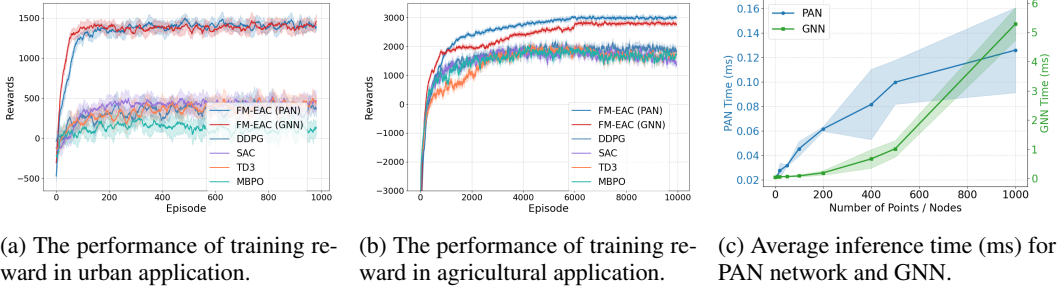 1500
1000
500
0
−500
Rewards
0
200
400
600
800
1000
Episode
FM-EAC (PAN)
FM-EAC (GNN)
DDPG
SAC
TD3
MBPO
3000
2000
1000
0
−1000
−2000
−3000
Rewards
0
2000
4000
6000
8000
10000
Episode
FM-EAC (PAN)
FM-EAC (GNN)
DDPG
SAC
TD3
MBPO
0.16
0.14
0.12
0.10
0.08
0.06
0.04
0.02
PAN Time (ms)
PAN
GNN
0
200
400
600
800
1000
Number of Points / Nodes
6
5
4
3
2
1
0
GNN Time (ms)
(a) The performance of training re-
ward in urban application.
(b) The performance of training re-
ward in agricultural application.
(c) Average inference time (ms) for
PAN network and GNN.